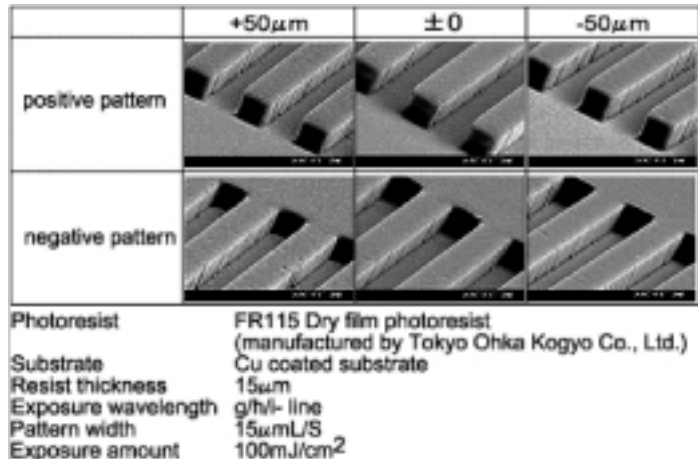 +50μm ±0 -50μm
positive pattern
negative pattern
Photoresist FR115 Dry film photoresist
(manufactured by Tokyo Ohka Kogyo Co., Ltd.)
Substrate Cu coated substrate
Resist thickness 15μm
Exposure wavelength g/h/i- line
Pattern width 15μmL/S
Exposure amount 100mJ/cm²